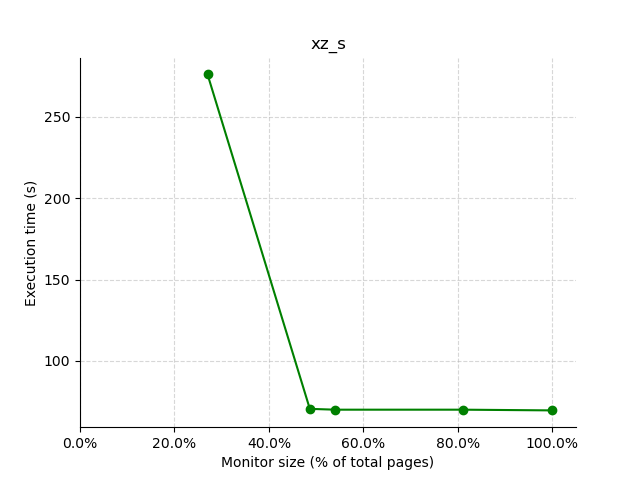 xz_s
Execution time (s)
250
200
150
100
0.0% 20.0% 40.0% 60.0% 80.0% 100.0%
Monitor size (% of total pages)